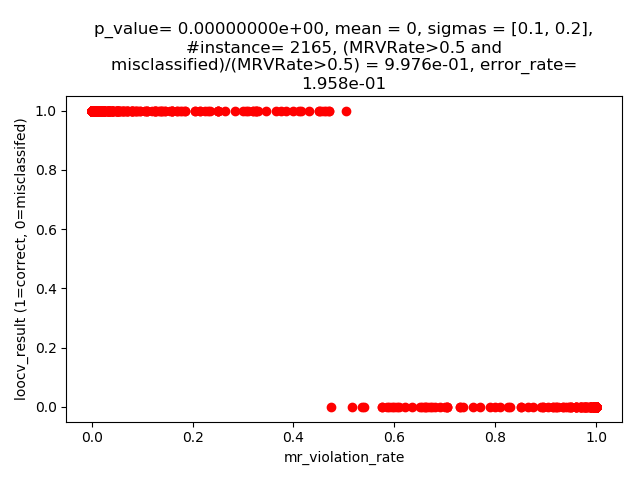 p_value= 0.00000000e+00, mean = 0, sigmas = [0.1, 0.2],
#instance= 2165, (MRVRate>0.5 and
misclassified)/(MRVRate>0.5) = 9.976e-01, error_rate=
1.958e-01
loocv_result (1=correct, 0=misclassifed)
1.0
0.8
0.6
0.4
0.2
0.0
0.0 0.2 0.4 0.6 0.8 1.0
mr_violation_rate